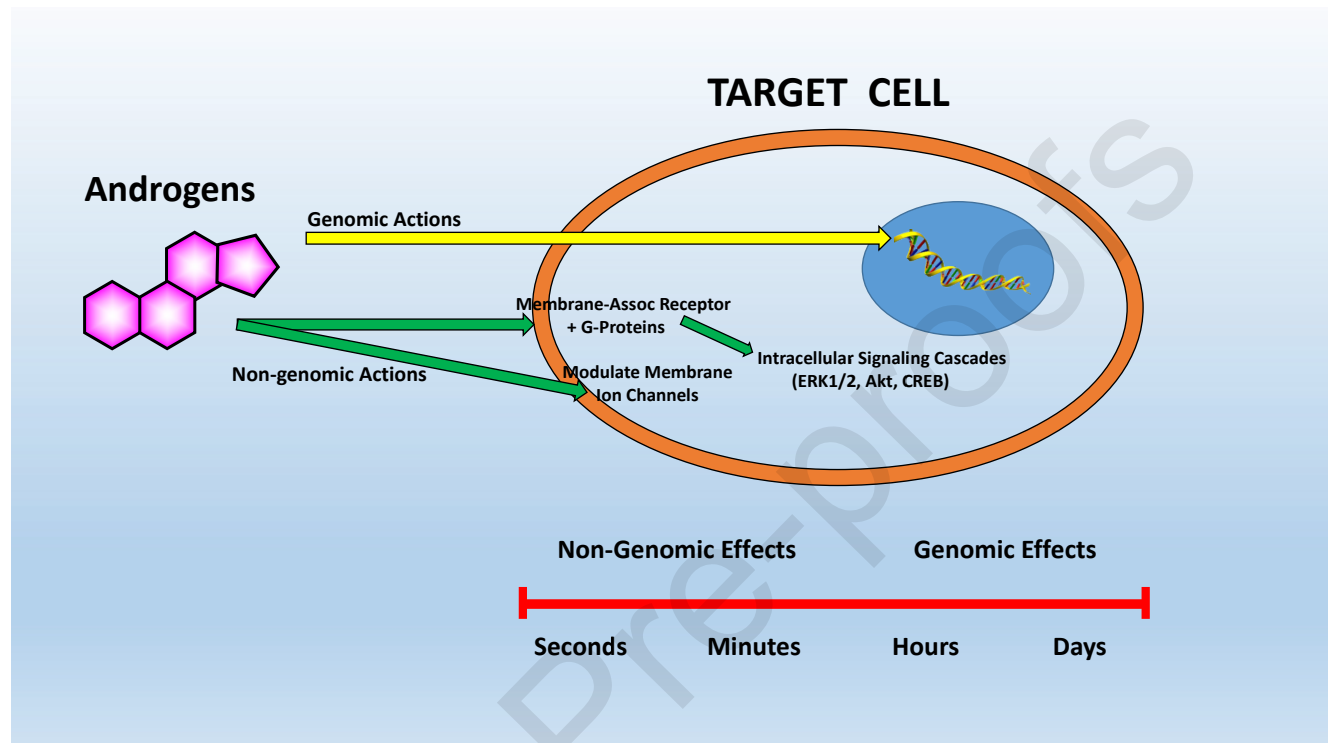 TARGET CELL
Androgens
Genomic Actions
Membrane-Assoc Receptor
+ G-Proteins
Intracellular Signaling Cascades
(ERK1/2, Akt, CREB)
Non-genomic Actions
Modulate Membrane
Ion Channels
Non-Genomic Effects
Genomic Effects
Seconds
Minutes
Hours
Days
Pre-proofs